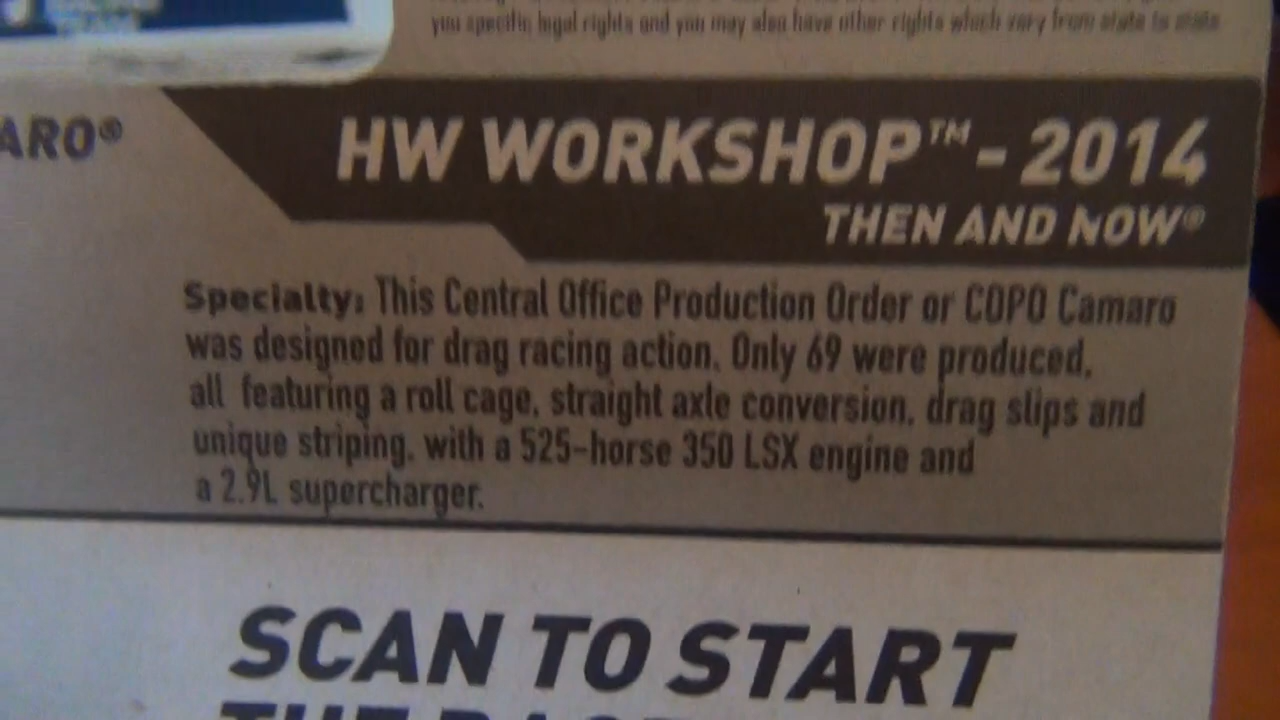 you specific legal rights and you may also have other rights which vary from state to state
ARO®
HW WORKSHOP™ - 2014
THEN AND NOW®
Specialty: This Central Office Production Order or COPO Camaro
was designed for drag racing action. Only 69 were produced,
all featuring a roll cage, straight axle conversion, drag slips and
unique striping, with a 525-horse 350 LSX engine and
a 2.9L supercharger.
SCAN TO START